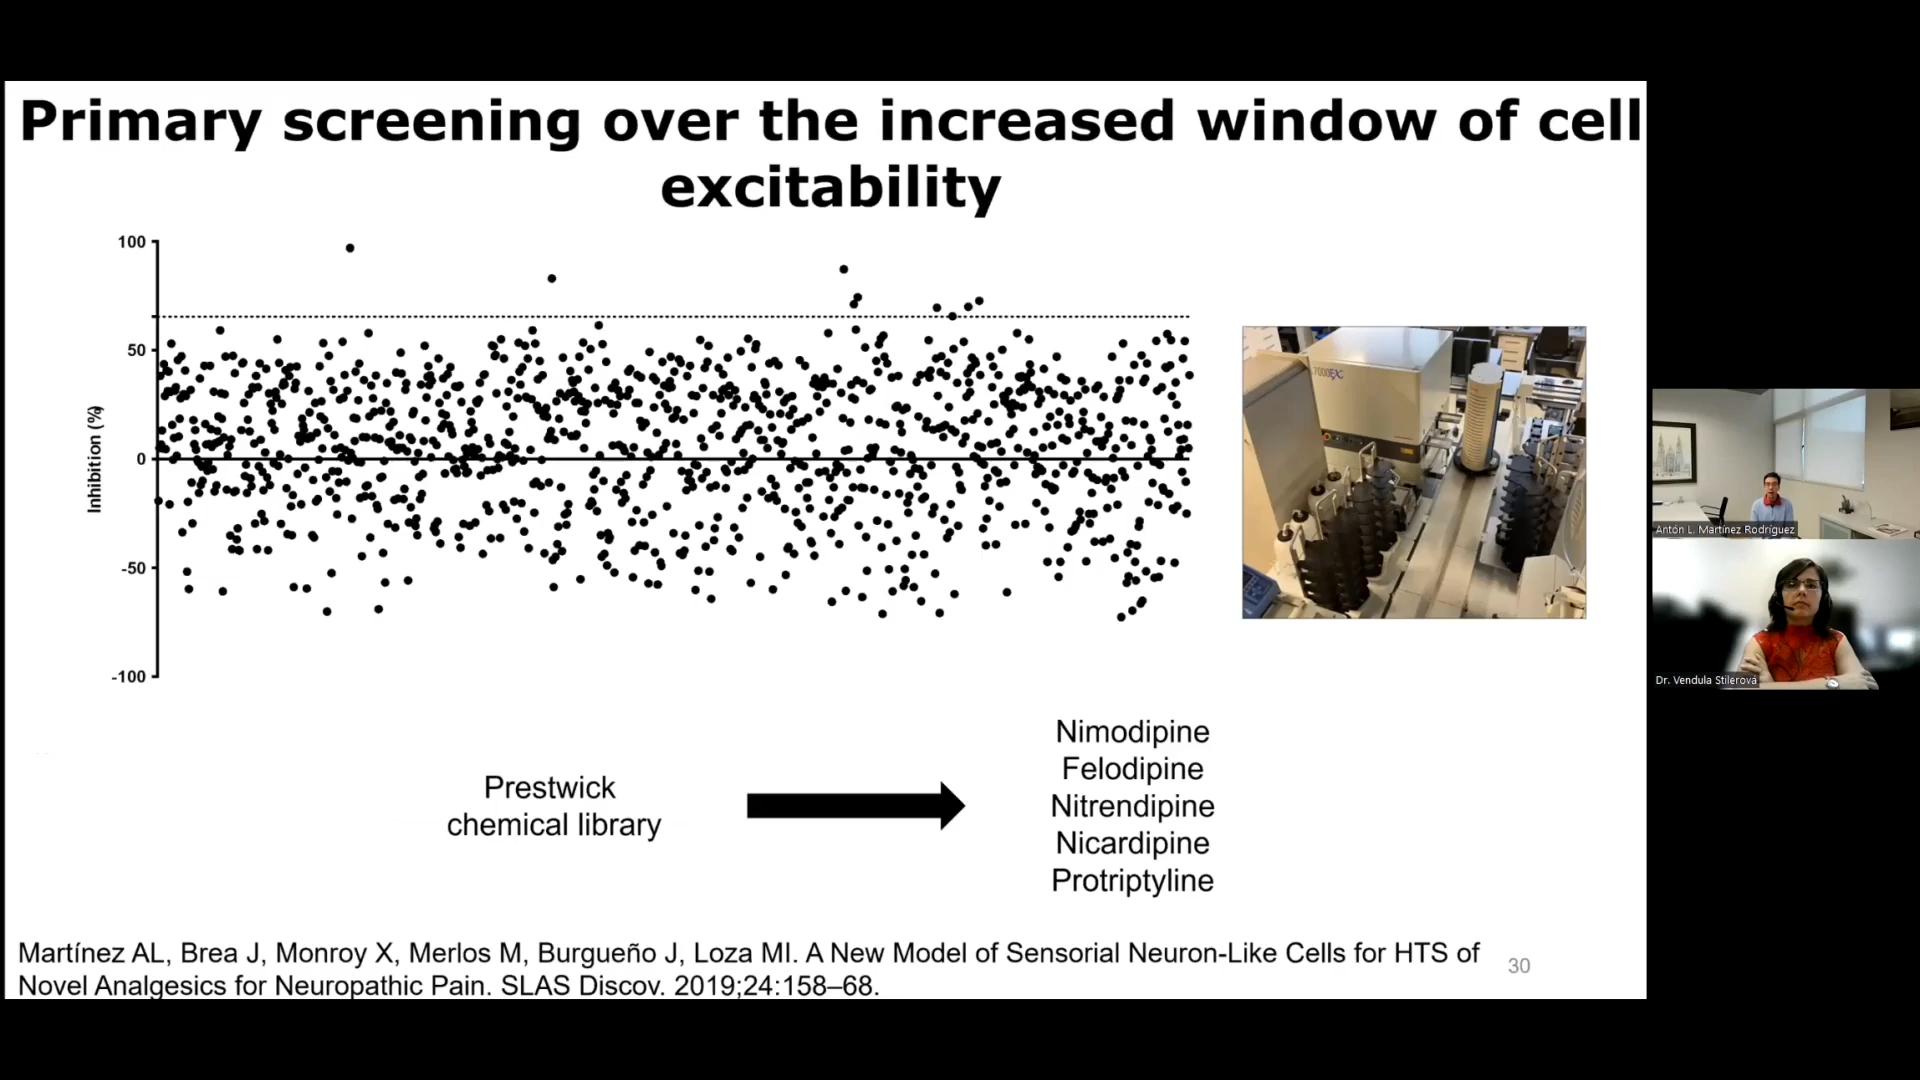 Primary screening over the increased window of cell
excitability
100
50
0
-50
-100
Inhibition (%)
7000EX
Prestwick
chemical library
Nimodipine
Felodipine
Nitrendipine
Nicardipine
Protriptyline
Martínez AL, Brea J, Monroy X, Merlos M, Burgueño J, Loza MI. A New Model of Sensorial Neuron-Like Cells for HTS of
Novel Analgesics for Neuropathic Pain. SLAS Discov. 2019;24:158–68.
30
Antón L. Martínez Rodríguez
Dr. Vendula Stilerová